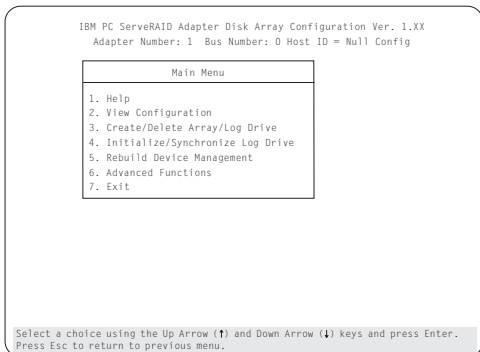 IBM PC ServeRAID Adapter Disk Array Configuration Ver. 1.XX
Adapter Number: 1 Bus Number: 0 Host ID = Null Config
Main Menu
1. Help
2. View Configuration
3. Create/Delete Array/Log Drive
4. Initialize/Synchronize Log Drive
5. Rebuild Device Management
6. Advanced Functions
7. Exit
Select a choice using the Up Arrow (↑) and Down Arrow (↓) keys and press Enter.
Press Esc to return to previous menu.